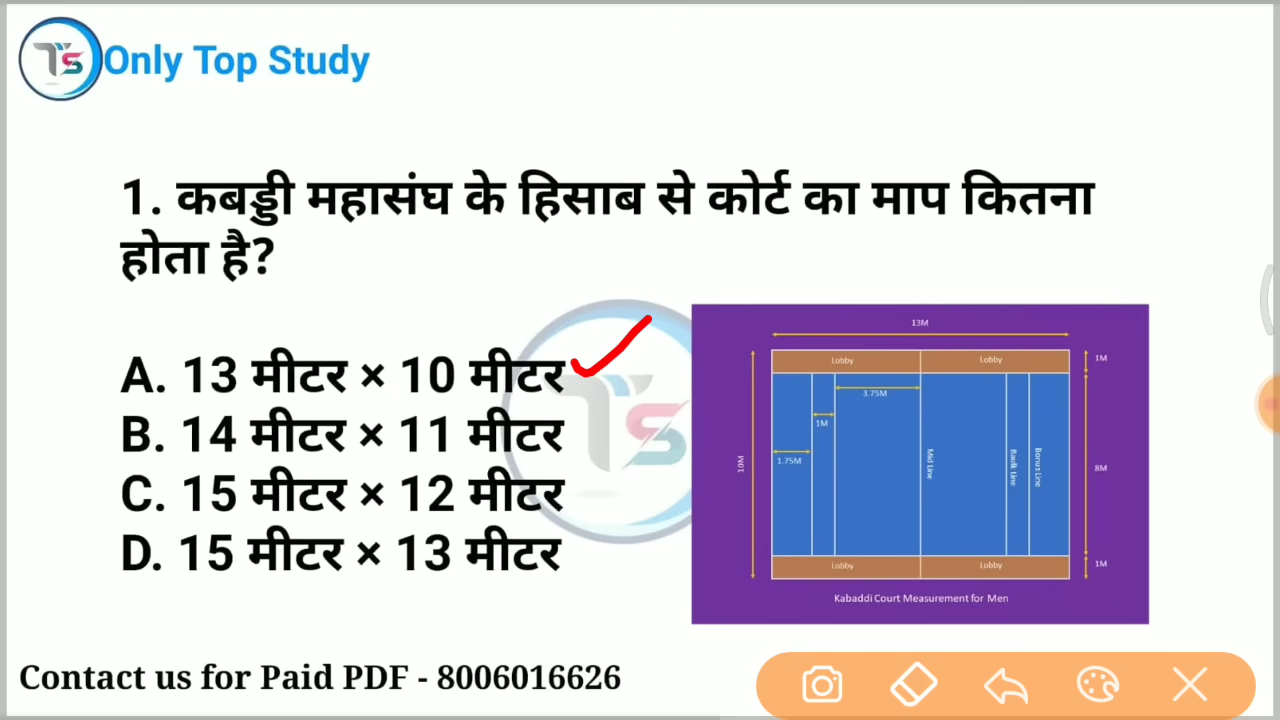 TS Only Top Study
1. कबड्डी महासंघ के हिसाब से कोर्ट का माप कितना
होता है?
A. 13 मीटर × 10 मीटर
B. 14 मीटर × 11 मीटर
C. 15 मीटर × 12 मीटर
D. 15 मीटर × 13 मीटर
TS
13M
Lobby Lobby 1M
3.75M
1M
1.75M
10M
Mid Line
Baulk Line
Bonus Line
8M
Lobby Lobby 1M
Kabaddi Court Measurement for Men
Contact us for Paid PDF - 8006016626